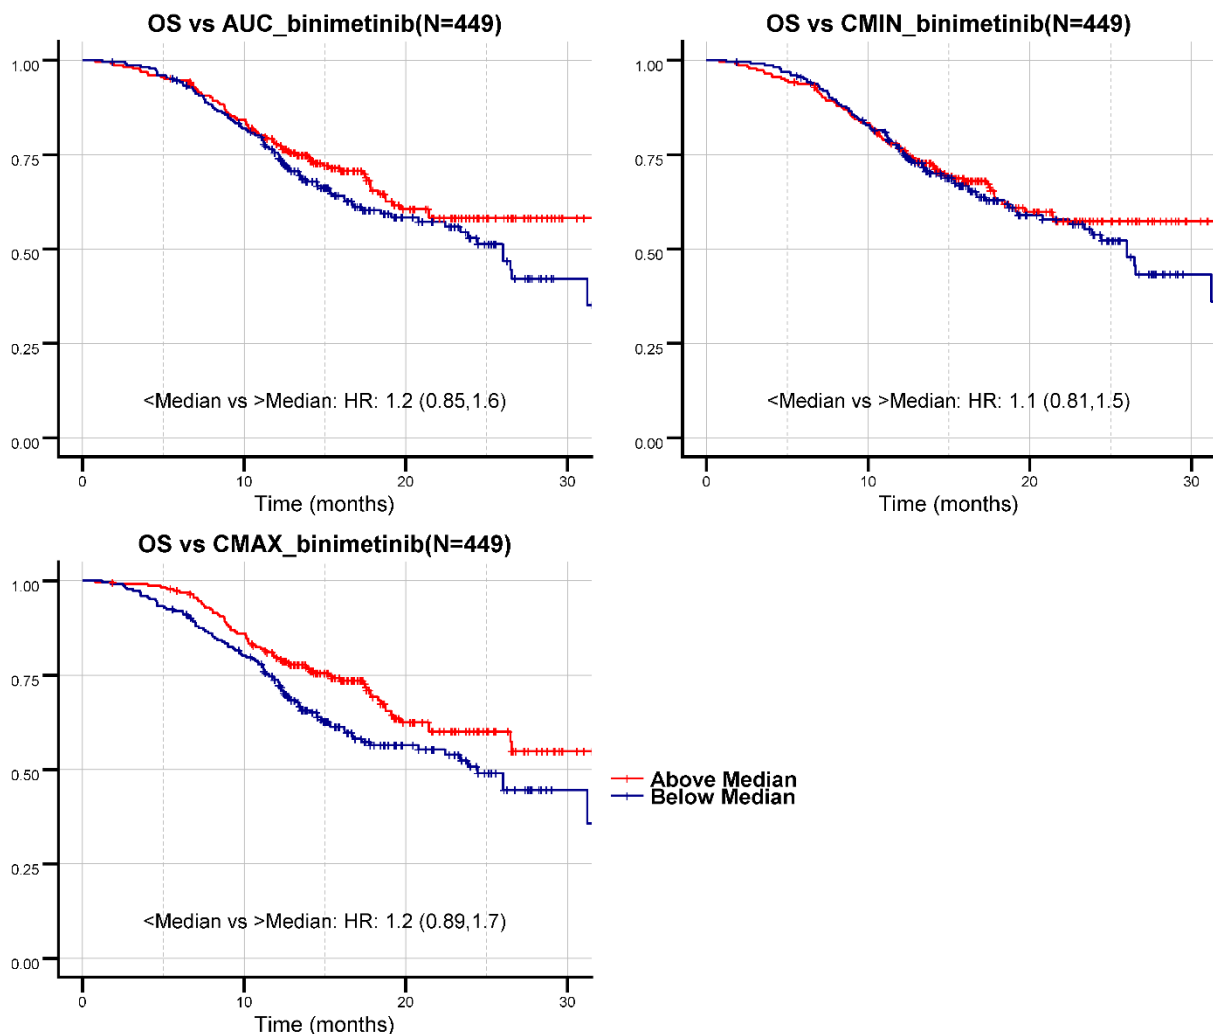 OS vs AUC_binimetinib(N=449)
1.00
0.75
0.50
0.25
0.00
<Median vs >Median: HR: 1.2 (0.85,1.6)
0 10 20 30
Time (months)
OS vs CMIN_binimetinib(N=449)
1.00
0.75
0.50
0.25
0.00
<Median vs >Median: HR: 1.1 (0.81,1.5)
0 10 20 30
Time (months)
OS vs CMAX_binimetinib(N=449)
1.00
0.75
0.50
0.25
0.00
<Median vs >Median: HR: 1.2 (0.89,1.7)
0 10 20 30
Time (months)
Above Median
Below Median